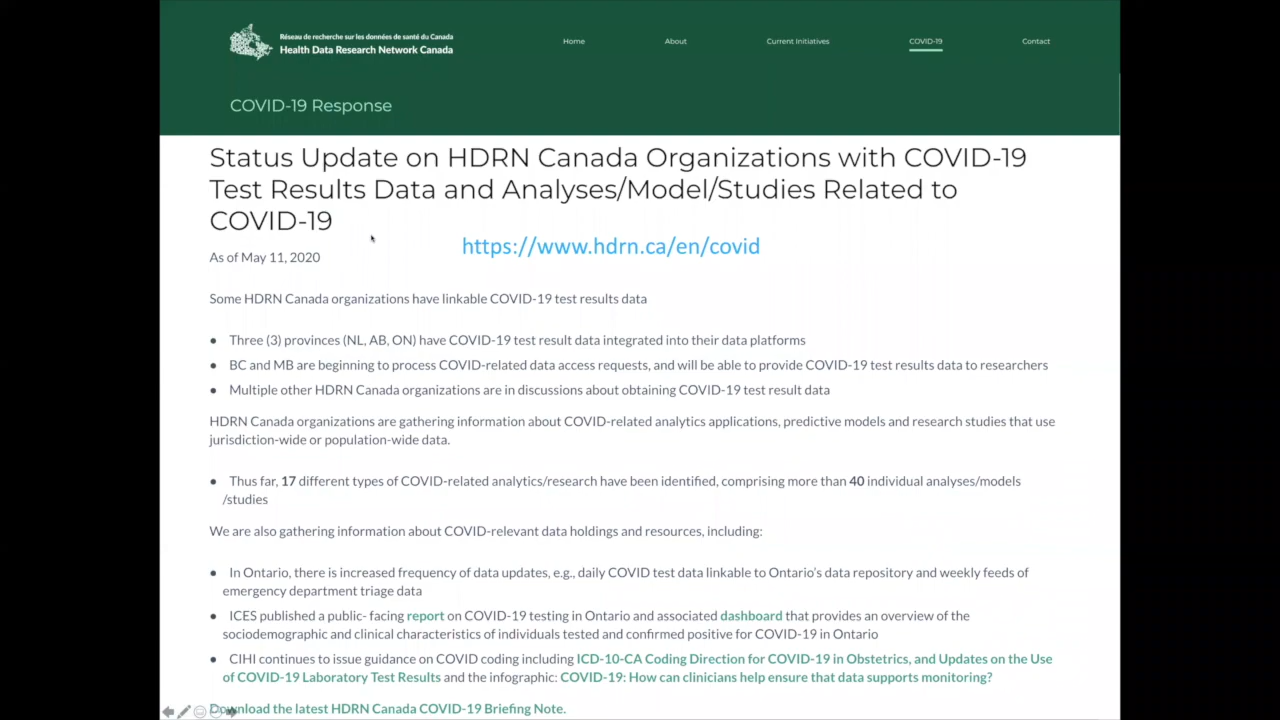 Réseau de recherche sur les données de santé du Canada
Health Data Research Network Canada
Home
About
Current Initiatives
COVID-19
Contact
COVID-19 Response
Status Update on HDRN Canada Organizations with COVID-19
Test Results Data and Analyses/Model/Studies Related to
COVID-19
https://www.hdrn.ca/en/covid
As of May 11, 2020
Some HDRN Canada organizations have linkable COVID-19 test results data
● Three (3) provinces (NL, AB, ON) have COVID-19 test result data integrated into their data platforms
● BC and MB are beginning to process COVID-related data access requests, and will be able to provide COVID-19 test results data to researchers
● Multiple other HDRN Canada organizations are in discussions about obtaining COVID-19 test result data
HDRN Canada organizations are gathering information about COVID-related analytics applications, predictive models and research studies that use
jurisdiction-wide or population-wide data.
● Thus far, 17 different types of COVID-related analytics/research have been identified, comprising more than 40 individual analyses/models
/studies
We are also gathering information about COVID-relevant data holdings and resources, including:
● In Ontario, there is increased frequency of data updates, e.g., daily COVID test data linkable to Ontario's data repository and weekly feeds of
emergency department triage data
● ICES published a public- facing report on COVID-19 testing in Ontario and associated dashboard that provides an overview of the
sociodemographic and clinical characteristics of individuals tested and confirmed positive for COVID-19 in Ontario
● CIHI continues to issue guidance on COVID coding including ICD-10-CA Coding Direction for COVID-19 in Obstetrics, and Updates on the Use
of COVID-19 Laboratory Test Results and the infographic: COVID-19: How can clinicians help ensure that data supports monitoring?
Download the latest HDRN Canada COVID-19 Briefing Note.